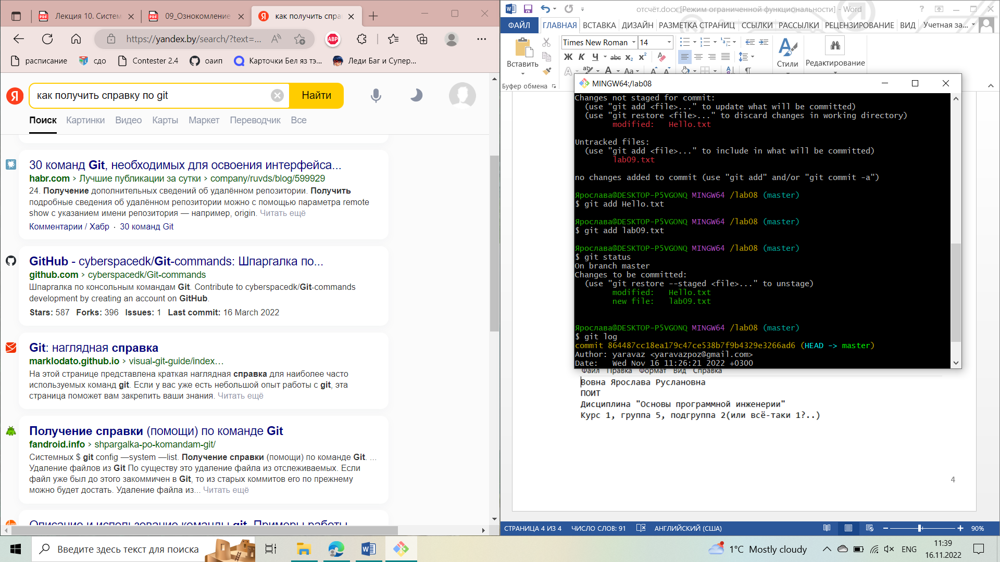 Лекция 10. Систем
09_Ознокомление
как получить спра
https://yandex.by/search/?text=...
ABP
расписание
сдо
Contester 2.4
оаип
Карточки Бел яз тэ...
Леди Баг и Супер...
Я
как получить справку по git
Найти
Поиск
Картинки
Видео
Карты
Маркет
Переводчик
Все
30 команд Git, необходимых для освоения интерфейса...
habr.com › Лучшие публикации за сутки › company/ruvds/blog/599929
24. Получение дополнительных сведений об удалённом репозитории. Получить
подробные сведения об удалённом репозитории можно с помощью параметра remote
show с указанием имени репозитория — например, origin. Читать ещё
Комментарии / Хабр · 30 команд Git
GitHub - cyberspacedk/Git-commands: Шпаргалка по...
github.com › cyberspacedk/Git-commands
Шпаргалка по консольным командам Git. Contribute to cyberspacedk/Git-commands
development by creating an account on GitHub.
Stars: 587 Forks: 396 Issues: 1 Last commit: 16 March 2022
Git: наглядная справка
marklodato.github.io › visual-git-guide/index...
На этой странице представлена краткая наглядная справка для наиболее часто
используемых команд git. Если у вас уже есть небольшой опыт работы с git, эта
страница поможет вам закрепить ваши знания. Читать ещё
Получение справки (помощи) по команде Git
fandroid.info › shpargalka-po-komandam-git/
Системных $ git config —system —list. Получение справки (помощи) по команде Git. ...
Удаление файлов из Git По существу это удаление файла из отслеживаемых. Если
файл уже был до этого закоммичен в Git, то из старых коммитов его по прежнему
можно будет достать. Удаление файла из... Читать ещё
Описание и использование команды git. Примеры работы
отсчёт.docx [Режим ограниченной функциональности] - Word
ФАЙЛ
ГЛАВНАЯ
ВСТАВКА
ДИЗАЙН
РАЗМЕТКА СТРАНИЦ
ССЫЛКИ
РАССЫЛКИ
РЕЦЕНЗИРОВАНИЕ
ВИД
Учетная за...
Вставить
Times New Roman
14
Ж К Ч abc x₂ x²
Стили
Редактирование
Буфер обмена
MINGW64:/lab08
Changes not staged for commit:
(use "git add <file>..." to update what will be committed)
(use "git restore <file>..." to discard changes in working directory)
modified: Hello.txt
Untracked files:
(use "git add <file>..." to include in what will be committed)
lab09.txt
no changes added to commit (use "git add" and/or "git commit -a")
Ярослава@DESKTOP-P5VGONQ MINGW64 /lab08 (master)
$ git add Hello.txt
Ярослава@DESKTOP-P5VGONQ MINGW64 /lab08 (master)
$ git add lab09.txt
Ярослава@DESKTOP-P5VGONQ MINGW64 /lab08 (master)
$ git status
On branch master
Changes to be committed:
(use "git restore --staged <file>..." to unstage)
modified: Hello.txt
new file: lab09.txt
Ярослава@DESKTOP-P5VGONQ MINGW64 /lab08 (master)
$ git log
commit 864487cc18ea179c47ce538b7f9b4329e3266ad6 (HEAD -> master)
Author: yaravaz <yaravazpoz@gmail.com>
Date: Wed Nov 16 11:26:21 2022 +0300
Файл Правка Формат Вид Справка
Вовна Ярослава Руслановна
ПОИТ
Дисциплина "Основы программной инженерии"
Курс 1, группа 5, подгруппа 2(или всё-таки 1?..)
4
СТРАНИЦА 4 ИЗ 4
ЧИСЛО СЛОВ: 91
АНГЛИЙСКИЙ (США)
90%
Введите здесь текст для поиска
1°C Mostly cloudy
ENG
11:39
16.11.2022